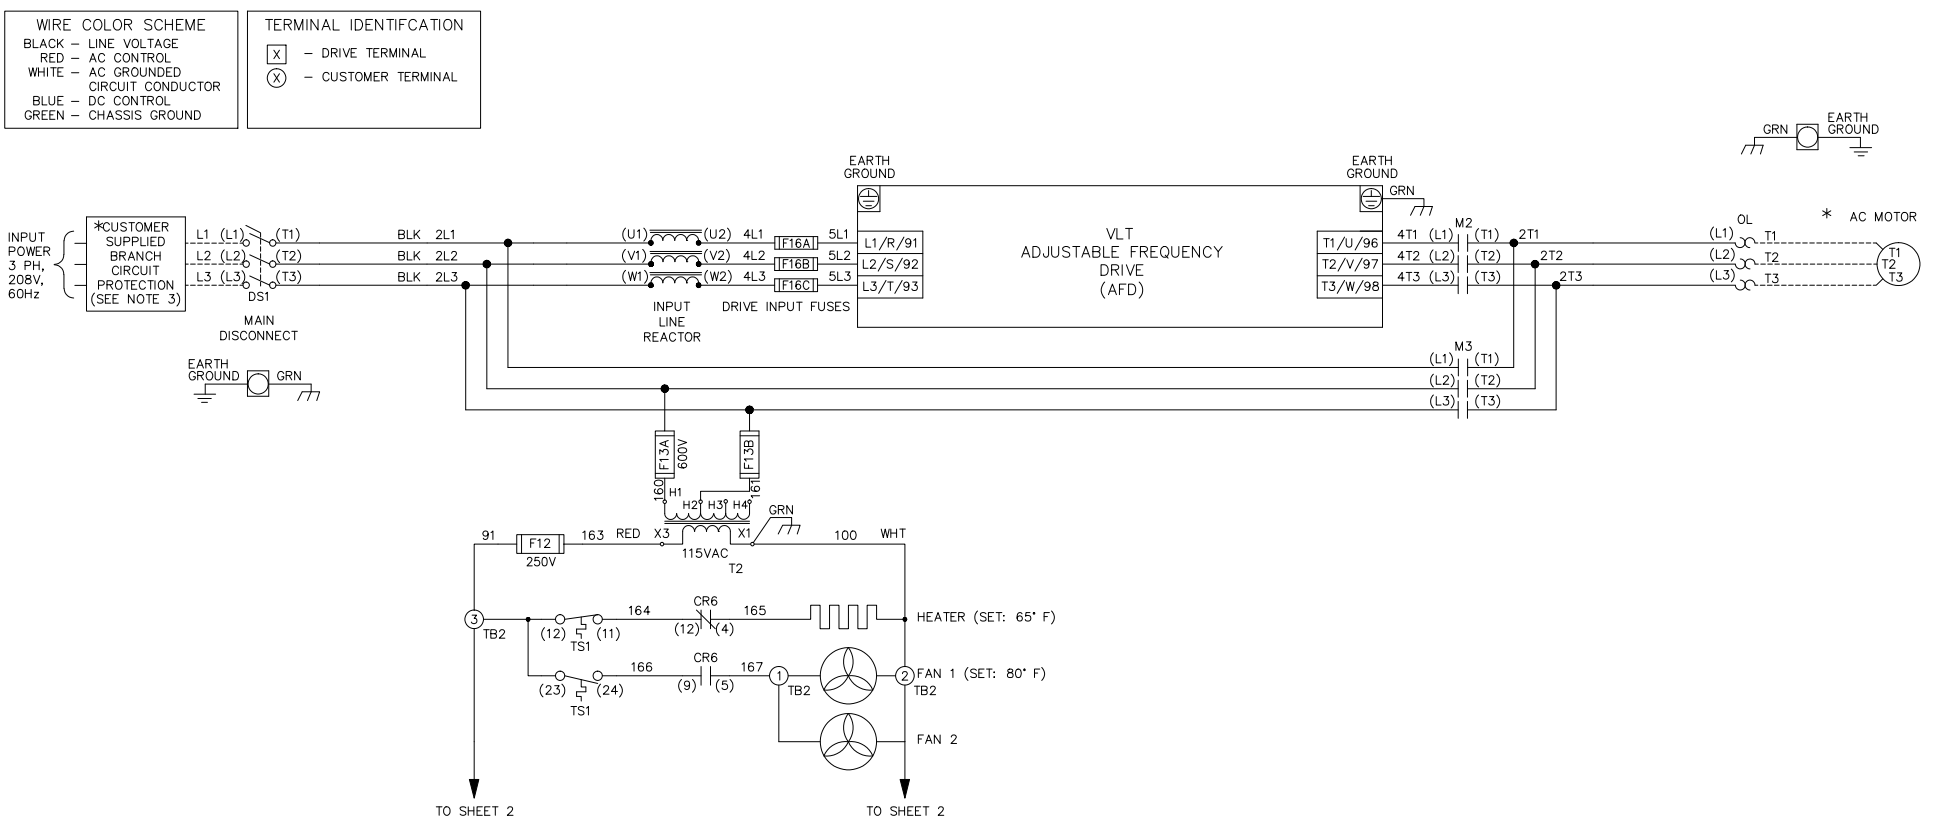 WIRE COLOR SCHEME
BLACK – LINE VOLTAGE
RED – AC CONTROL
WHITE – AC GROUNDED
CIRCUIT CONDUCTOR
BLUE – DC CONTROL
GREEN – CHASSIS GROUND
TERMINAL IDENTIFCATION
X – DRIVE TERMINAL
X – CUSTOMER TERMINAL
INPUT
POWER
3 PH,
208V,
60Hz
*CUSTOMER
SUPPLIED
BRANCH
CIRCUIT
PROTECTION
(SEE NOTE 3)
L1 (L1) (T1)
L2 (L2) (T2)
L3 (L3) (T3)
DS1
MAIN
DISCONNECT
EARTH
GROUND
GRN
BLK 2L1
BLK 2L2
BLK 2L3
(U1) (U2) 4L1 F16A 5L1
(V1) (V2) 4L2 F16B 5L2
(W1) (W2) 4L3 F16C 5L3
INPUT
LINE
REACTOR
DRIVE INPUT FUSES
EARTH
GROUND
L1/R/91
L2/S/92
L3/T/93
VLT
ADJUSTABLE FREQUENCY
DRIVE
(AFD)
EARTH
GROUND
GRN
T1/U/96
T2/V/97
T3/W/98
M2
4T1 (L1) (T1) 2T1
4T2 (L2) (T2) 2T2
4T3 (L3) (T3) 2T3
M3
(L1) (T1)
(L2) (T2)
(L3) (T3)
GRN
EARTH
GROUND
OL
(L1) T1
(L2) T2
(L3) T3
* AC MOTOR
T1
T2
T3
F13A
600V
F13B
160
161
H1
H2 H3 H4
GRN
91
F12
250V
163
RED
X3
X1
115VAC
T2
100
WHT
3
TB2
(12) (11)
TS1
164
CR6
(12) (4)
165
HEATER (SET: 65° F)
(23) (24)
TS1
166
CR6
(9) (5)
167
1
TB2
2
TB2
FAN 1 (SET: 80° F)
FAN 2
TO SHEET 2
TO SHEET 2